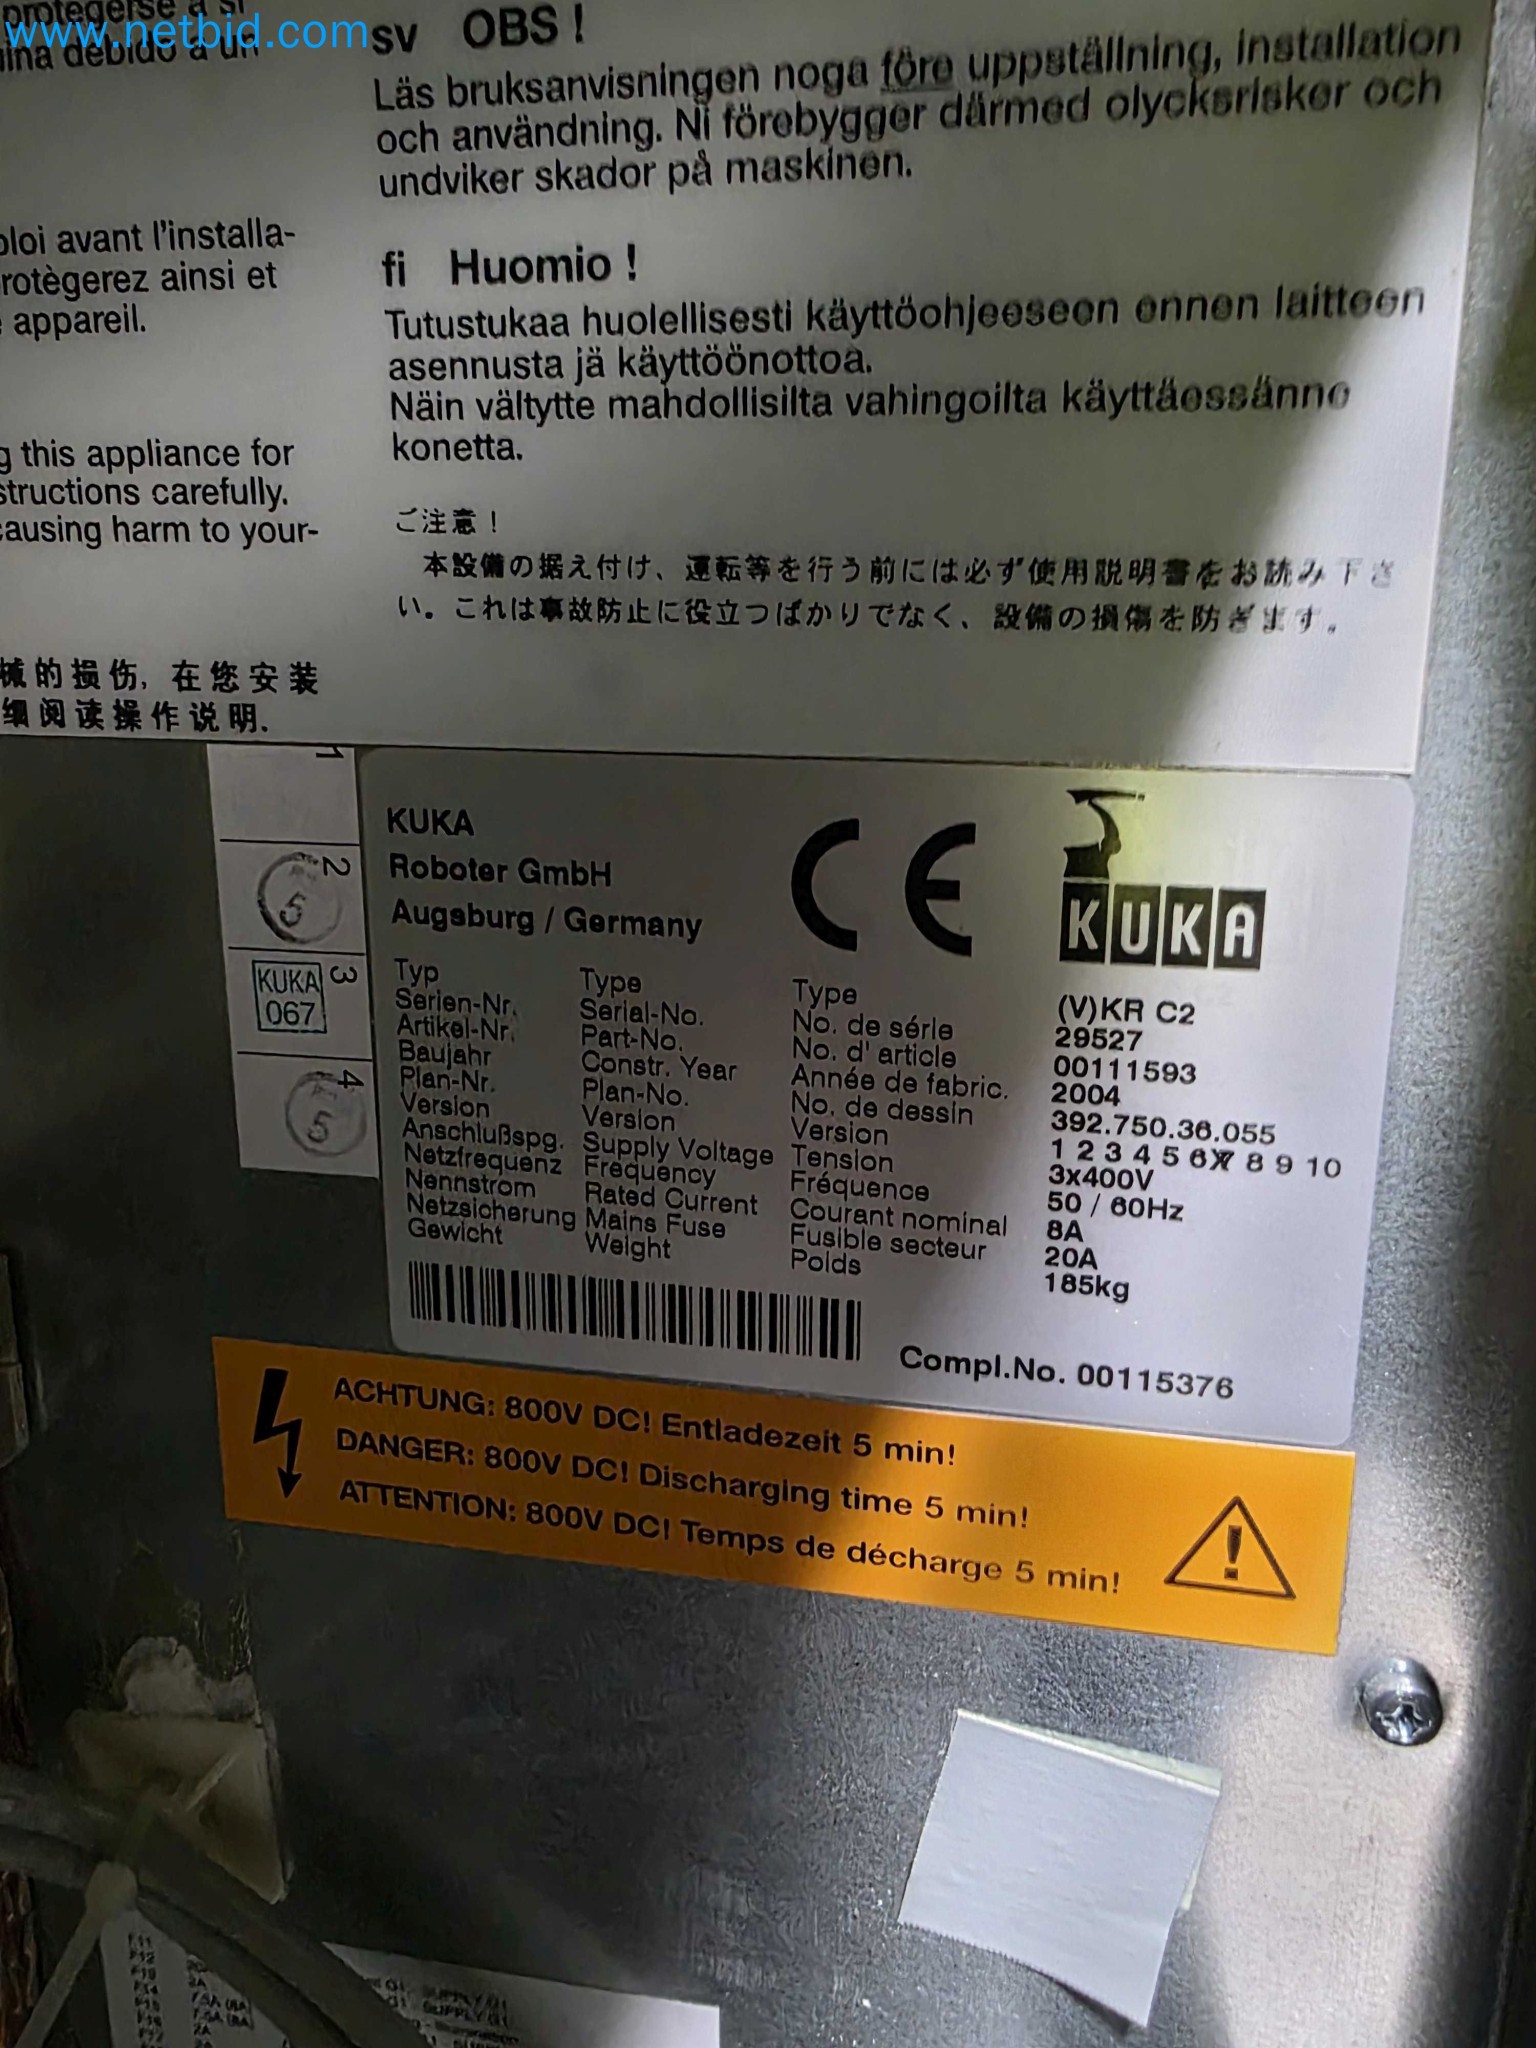 www.netbid.com
protegerse a sí
debido a un
ploi avant l'installa-
rotègerez ainsi et
appareil.
g this appliance for
structions carefully.
causing harm to your-
械的损伤, 在您安装
细阅读操作说明.
sv OBS !
Läs bruksanvisningen noga före uppställning, installation
och användning. Ni förebygger därmed olycksrisker och
undviker skador på maskinen.
fi Huomio !
Tutustukaa huolellisesti käyttöohjeeseen ennen laitteen
asennusta jä käyttöönottoa.
Näin vältytte mahdollisilta vahingoilta käyttäessänne
konetta.
ご注意！
本設備の据え付け、運転等を行う前には必ず使用説明書をお読み下さ
い。これは事故防止に役立つばかりでなく、設備の損傷を防ぎます。
1
2
5
3
KUKA
067
4
5
KUKA
Roboter GmbH
Augsburg / Germany
CE
KUKA
Typ Type Type (V)KR C2
Serien-Nr. Serial-No. No. de série 29527
Artikel-Nr. Part-No. No. d' article 00111593
Baujahr Constr. Year Année de fabric. 2004
Plan-Nr. Plan-No. No. de dessin 392.750.36.055
Version Version Version 1 2 3 4 5 6 7 8 9 10
Anschlußspg. Supply Voltage Tension 3x400V
Netzfrequenz Frequency Fréquence 50 / 60Hz
Nennstrom Rated Current Courant nominal 8A
Netzsicherung Mains Fuse Fusible secteur 20A
Gewicht Weight Poids 185kg
Compl.No. 00115376
ACHTUNG: 800V DC! Entladezeit 5 min!
DANGER: 800V DC! Discharging time 5 min!
ATTENTION: 800V DC! Temps de décharge 5 min!
F11
F12
2A